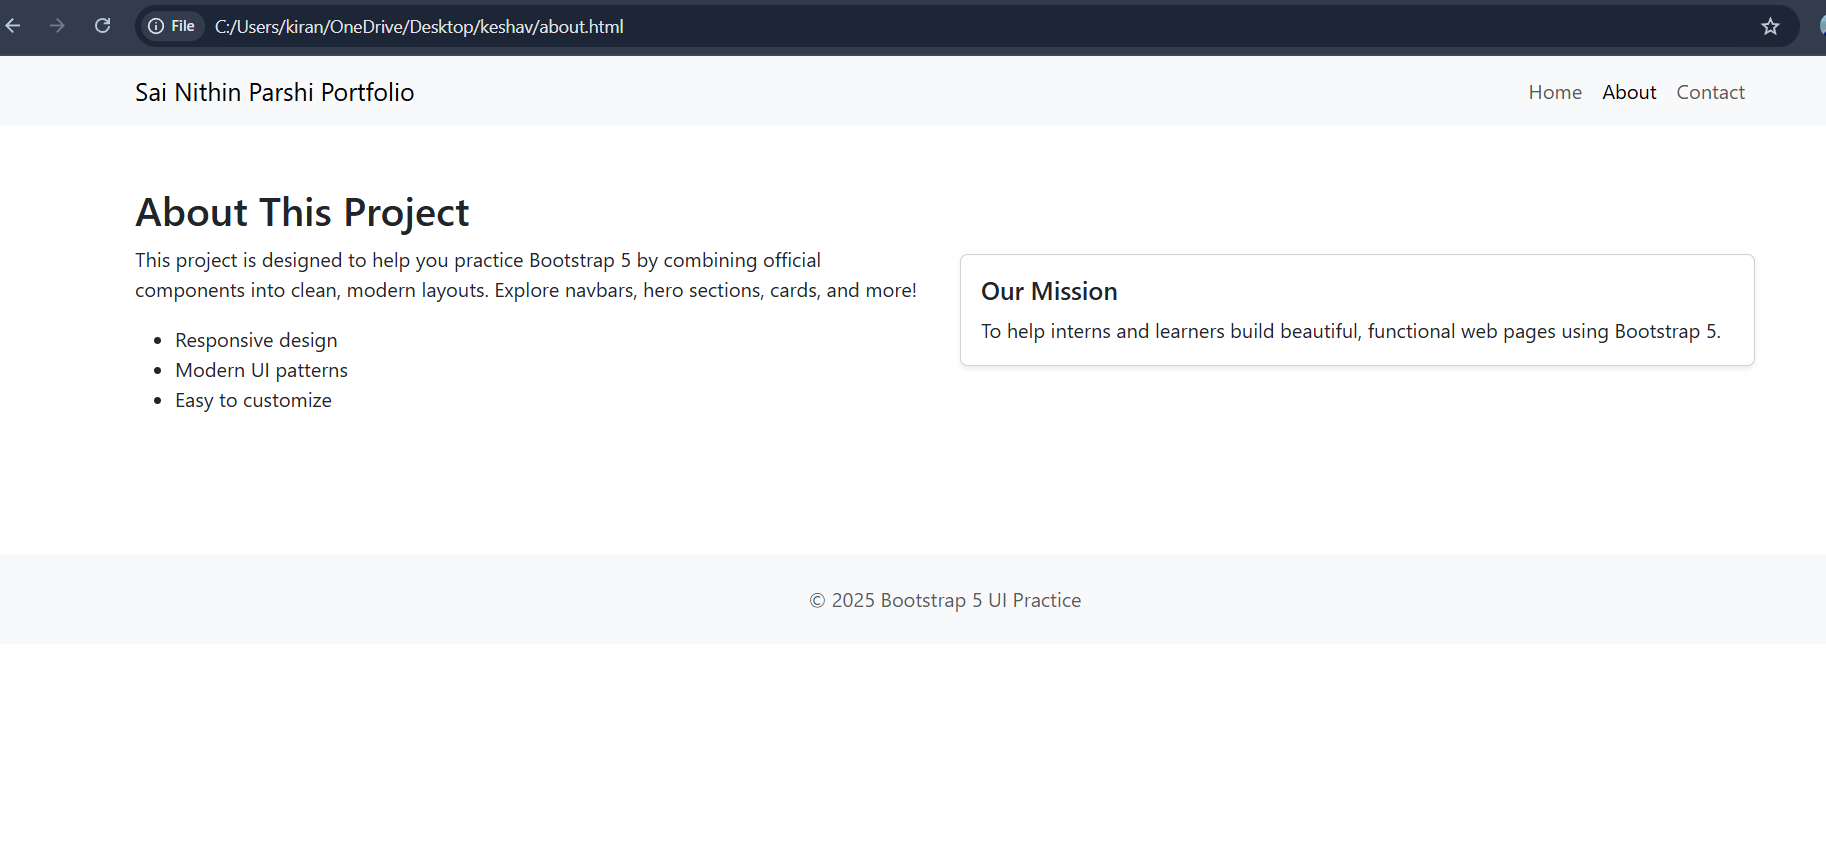 File C:/Users/kiran/OneDrive/Desktop/keshav/about.html
Sai Nithin Parshi Portfolio
Home About Contact
About This Project
This project is designed to help you practice Bootstrap 5 by combining official
components into clean, modern layouts. Explore navbars, hero sections, cards, and more!
Responsive design
Modern UI patterns
Easy to customize
Our Mission
To help interns and learners build beautiful, functional web pages using Bootstrap 5.
© 2025 Bootstrap 5 UI Practice